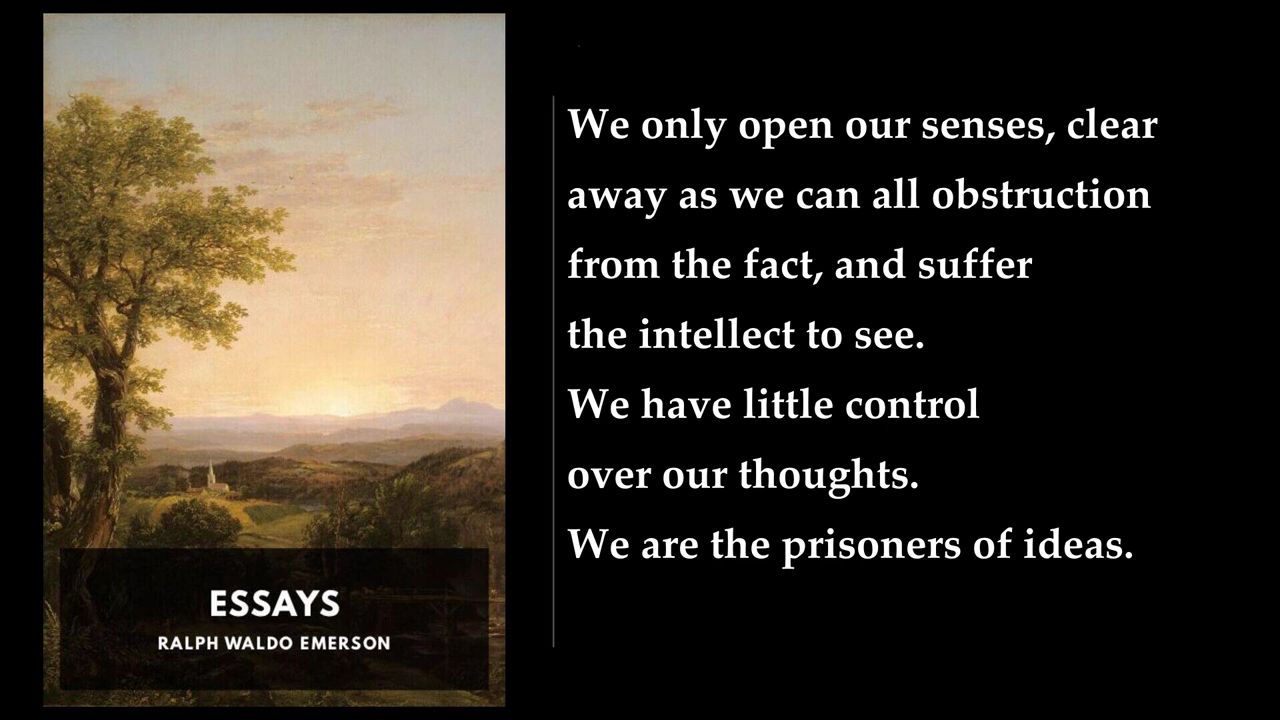 ESSAYS
RALPH WALDO EMERSON
We only open our senses, clear
away as we can all obstruction
from the fact, and suffer
the intellect to see.
We have little control
over our thoughts.
We are the prisoners of ideas.